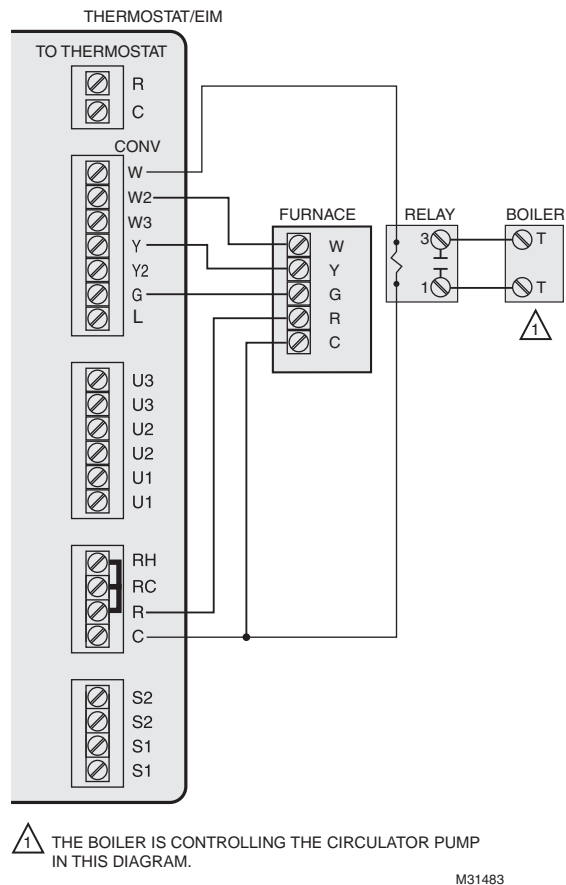 THERMOSTAT/EIM
TO THERMOSTAT
R
C
CONV
W
W2
W3
Y
Y2
G
L
FURNACE
W
Y
G
R
C
RELAY
3
1
BOILER
T
T
1
U3
U3
U2
U2
U1
U1
RH
RC
R
C
S2
S2
S1
S1
1 THE BOILER IS CONTROLLING THE CIRCULATOR PUMP
IN THIS DIAGRAM.
M31483